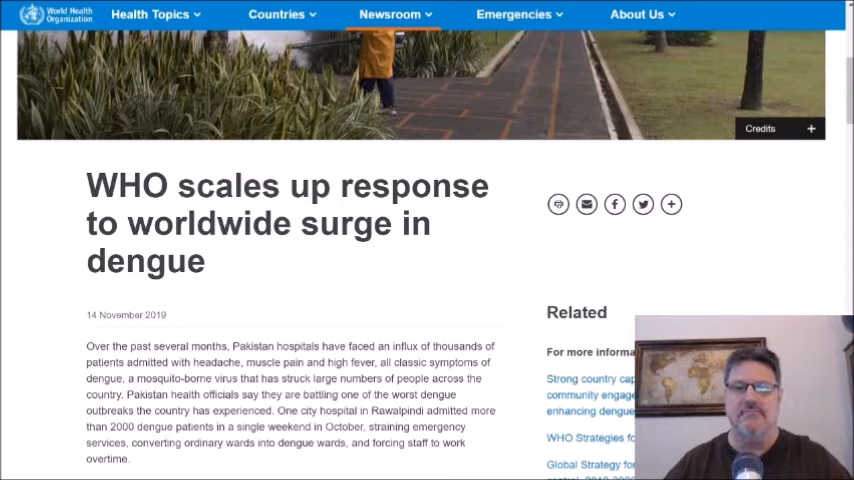 World Health
Organization
Health Topics
Countries
Newsroom
Emergencies
About Us
Credits +
WHO scales up response
to worldwide surge in
dengue
14 November 2019
Over the past several months, Pakistan hospitals have faced an influx of thousands of
patients admitted with headache, muscle pain and high fever, all classic symptoms of
dengue, a mosquito-borne virus that has struck large numbers of people across the
country. Pakistan health officials say they are battling one of the worst dengue
outbreaks the country has experienced. One city hospital in Rawalpindi admitted more
than 2000 dengue patients in a single weekend in October, straining emergency
services, converting ordinary wards into dengue wards, and forcing staff to work
overtime.
Related
For more informa
Strong country cap
community engage
enhancing dengue
WHO Strategies fo
Global Strategy for